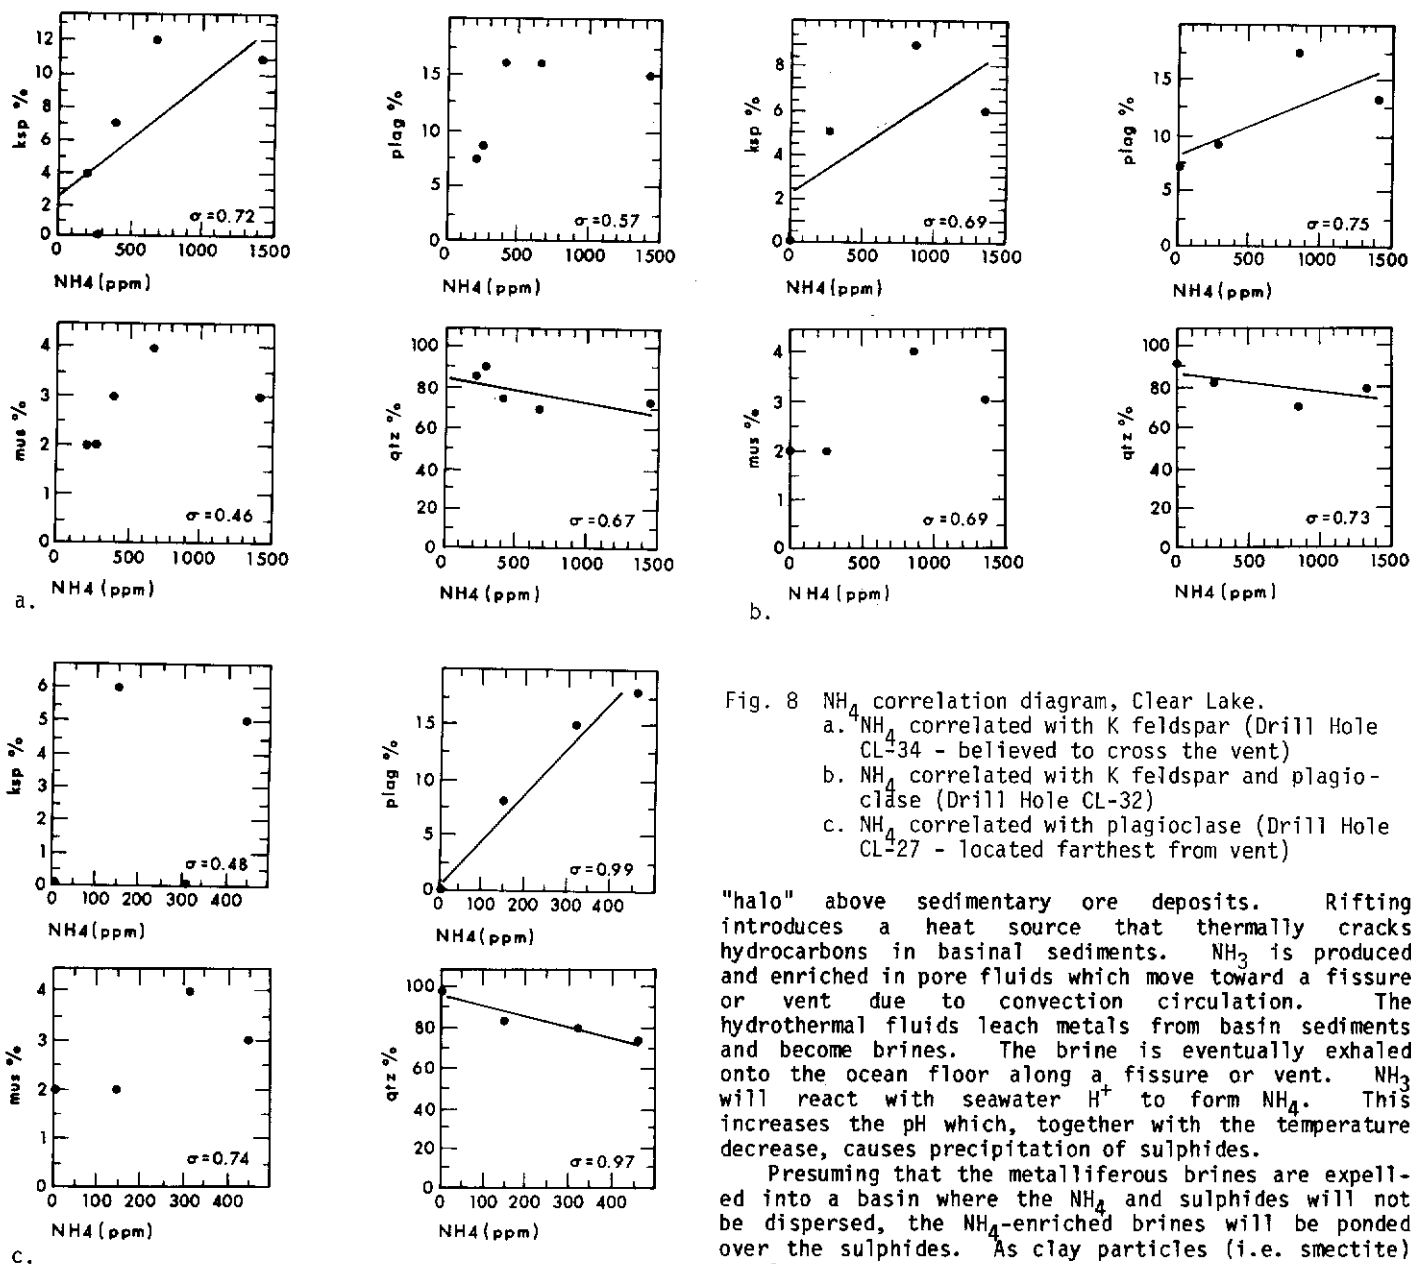 12
10
8
6
4
2
0
ksp %
σ=0.72
0 500 1000 1500
NH4(ppm)
15
10
5
0
plag %
σ=0.57
0 500 1000 1500
NH4(ppm)
4
3
2
1
0
mus %
σ=0.46
0 500 1000 1500
NH4(ppm)
100
80
60
40
20
0
qtz %
σ=0.67
0 500 1000 1500
NH4(ppm)
a.
8
6
4
2
0
ksp %
σ=0.69
0 500 1000 1500
NH4(ppm)
15
10
5
0
plag %
σ=0.75
0 500 1000 1500
NH4(ppm)
4
3
2
1
0
mus %
σ=0.69
0 500 1000 1500
NH4(ppm)
100
80
60
40
20
0
qtz %
σ=0.73
0 500 1000 1500
NH4(ppm)
b.
6
5
4
3
2
1
0
ksp %
σ=0.48
0 100 200 300 400
NH4(ppm)
15
10
5
0
plag %
σ=0.99
0 100 200 300 400
NH4(ppm)
4
3
2
1
0
mus %
σ=0.74
0 100 200 300 400
NH4(ppm)
100
80
60
40
20
0
qtz %
σ=0.97
0 100 200 300 400
NH4(ppm)
c.
Fig. 8 NH4 correlation diagram, Clear Lake.
a. NH4 correlated with K feldspar (Drill Hole
CL-34 - believed to cross the vent)
b. NH4 correlated with K feldspar and plagio-
clase (Drill Hole CL-32)
c. NH4 correlated with plagioclase (Drill Hole
CL-27 - located farthest from vent)
"halo" above sedimentary ore deposits. Rifting
introduces a heat source that thermally cracks
hydrocarbons in basinal sediments. NH3 is produced
and enriched in pore fluids which move toward a fissure
or vent due to convection circulation. The
hydrothermal fluids leach metals from basin sediments
and become brines. The brine is eventually exhaled
onto the ocean floor along a fissure or vent. NH3
will react with seawater H+ to form NH4. This
increases the pH which, together with the temperature
decrease, causes precipitation of sulphides.
Presuming that the metalliferous brines are expell-
ed into a basin where the NH4 and sulphides will not
be dispersed, the NH4-enriched brines will be ponded
over the sulphides. As clay particles (i.e. smectite)